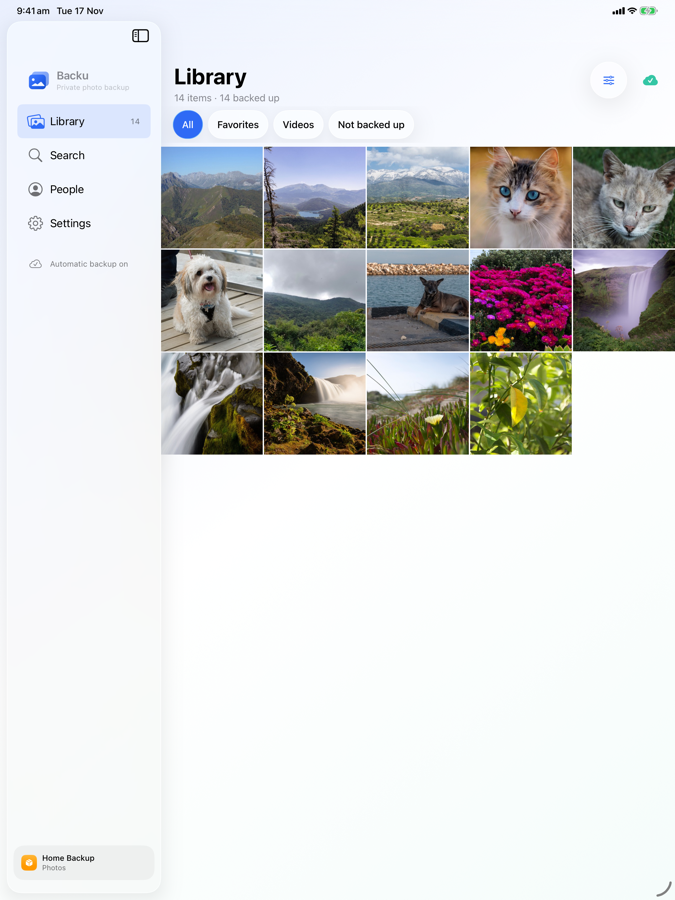 9:41 am Tue 17 Nov
Backu
Private photo backup
Library 14
Search
People
Settings
Automatic backup on
Home Backup
Photos
Library
14 items · 14 backed up
All Favorites Videos Not backed up